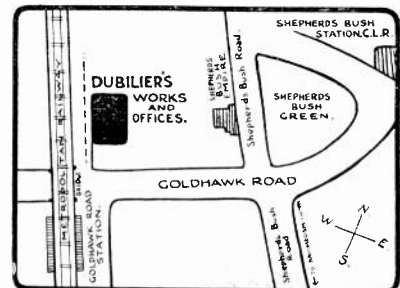 SHEPHERDS BUSH
STATION.C.L.R.
DUBILIER'S
WORKS
AND
OFFICES.
SHEPHERDS
BUSH
EMPIRE
Shepherds Bush Road.
SHEPHERDS
BUSH
GREEN.
METROPOLITAN RAILWAY
GOLDHAWK ROAD
GOLDHAWK ROAD
STATION.
Shepherds Bush
Road
N
W
E
S